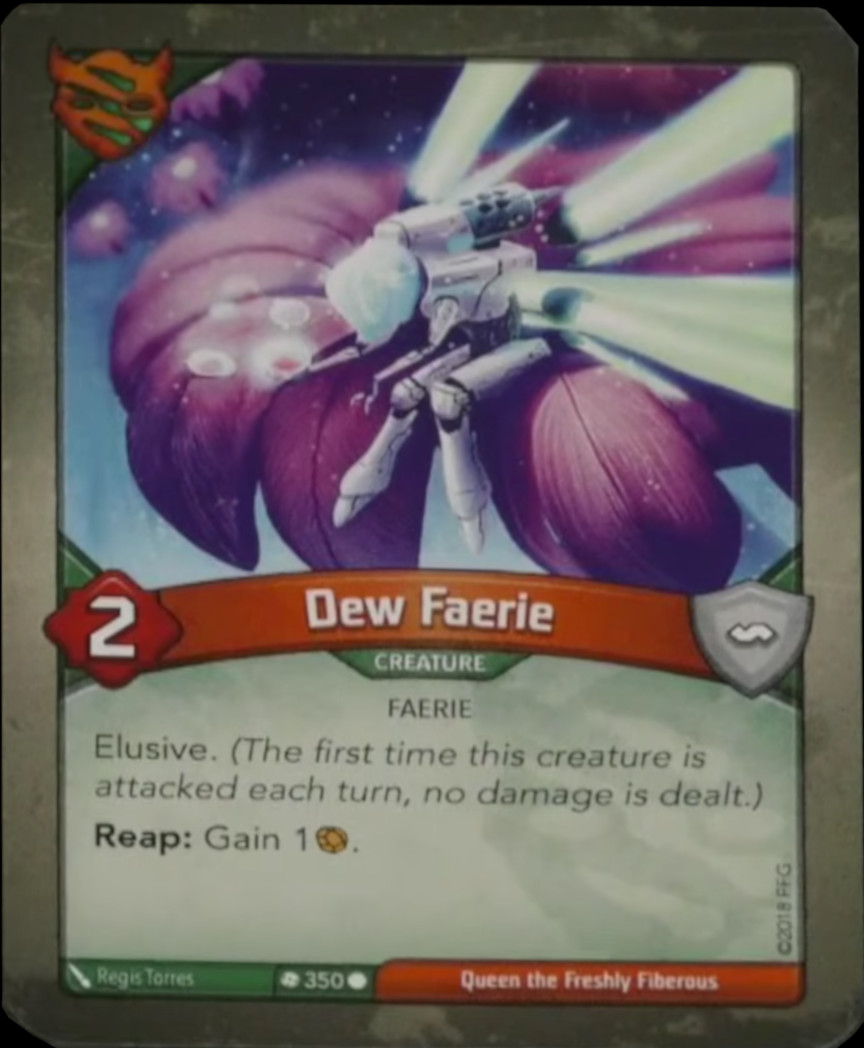 Dew Faerie
2
CREATURE
FAERIE
Elusive. (The first time this creature is
attacked each turn, no damage is dealt.)
Reap: Gain 1.
©2018 FFG
Regis Torres
350
Queen the Freshly Fiberous